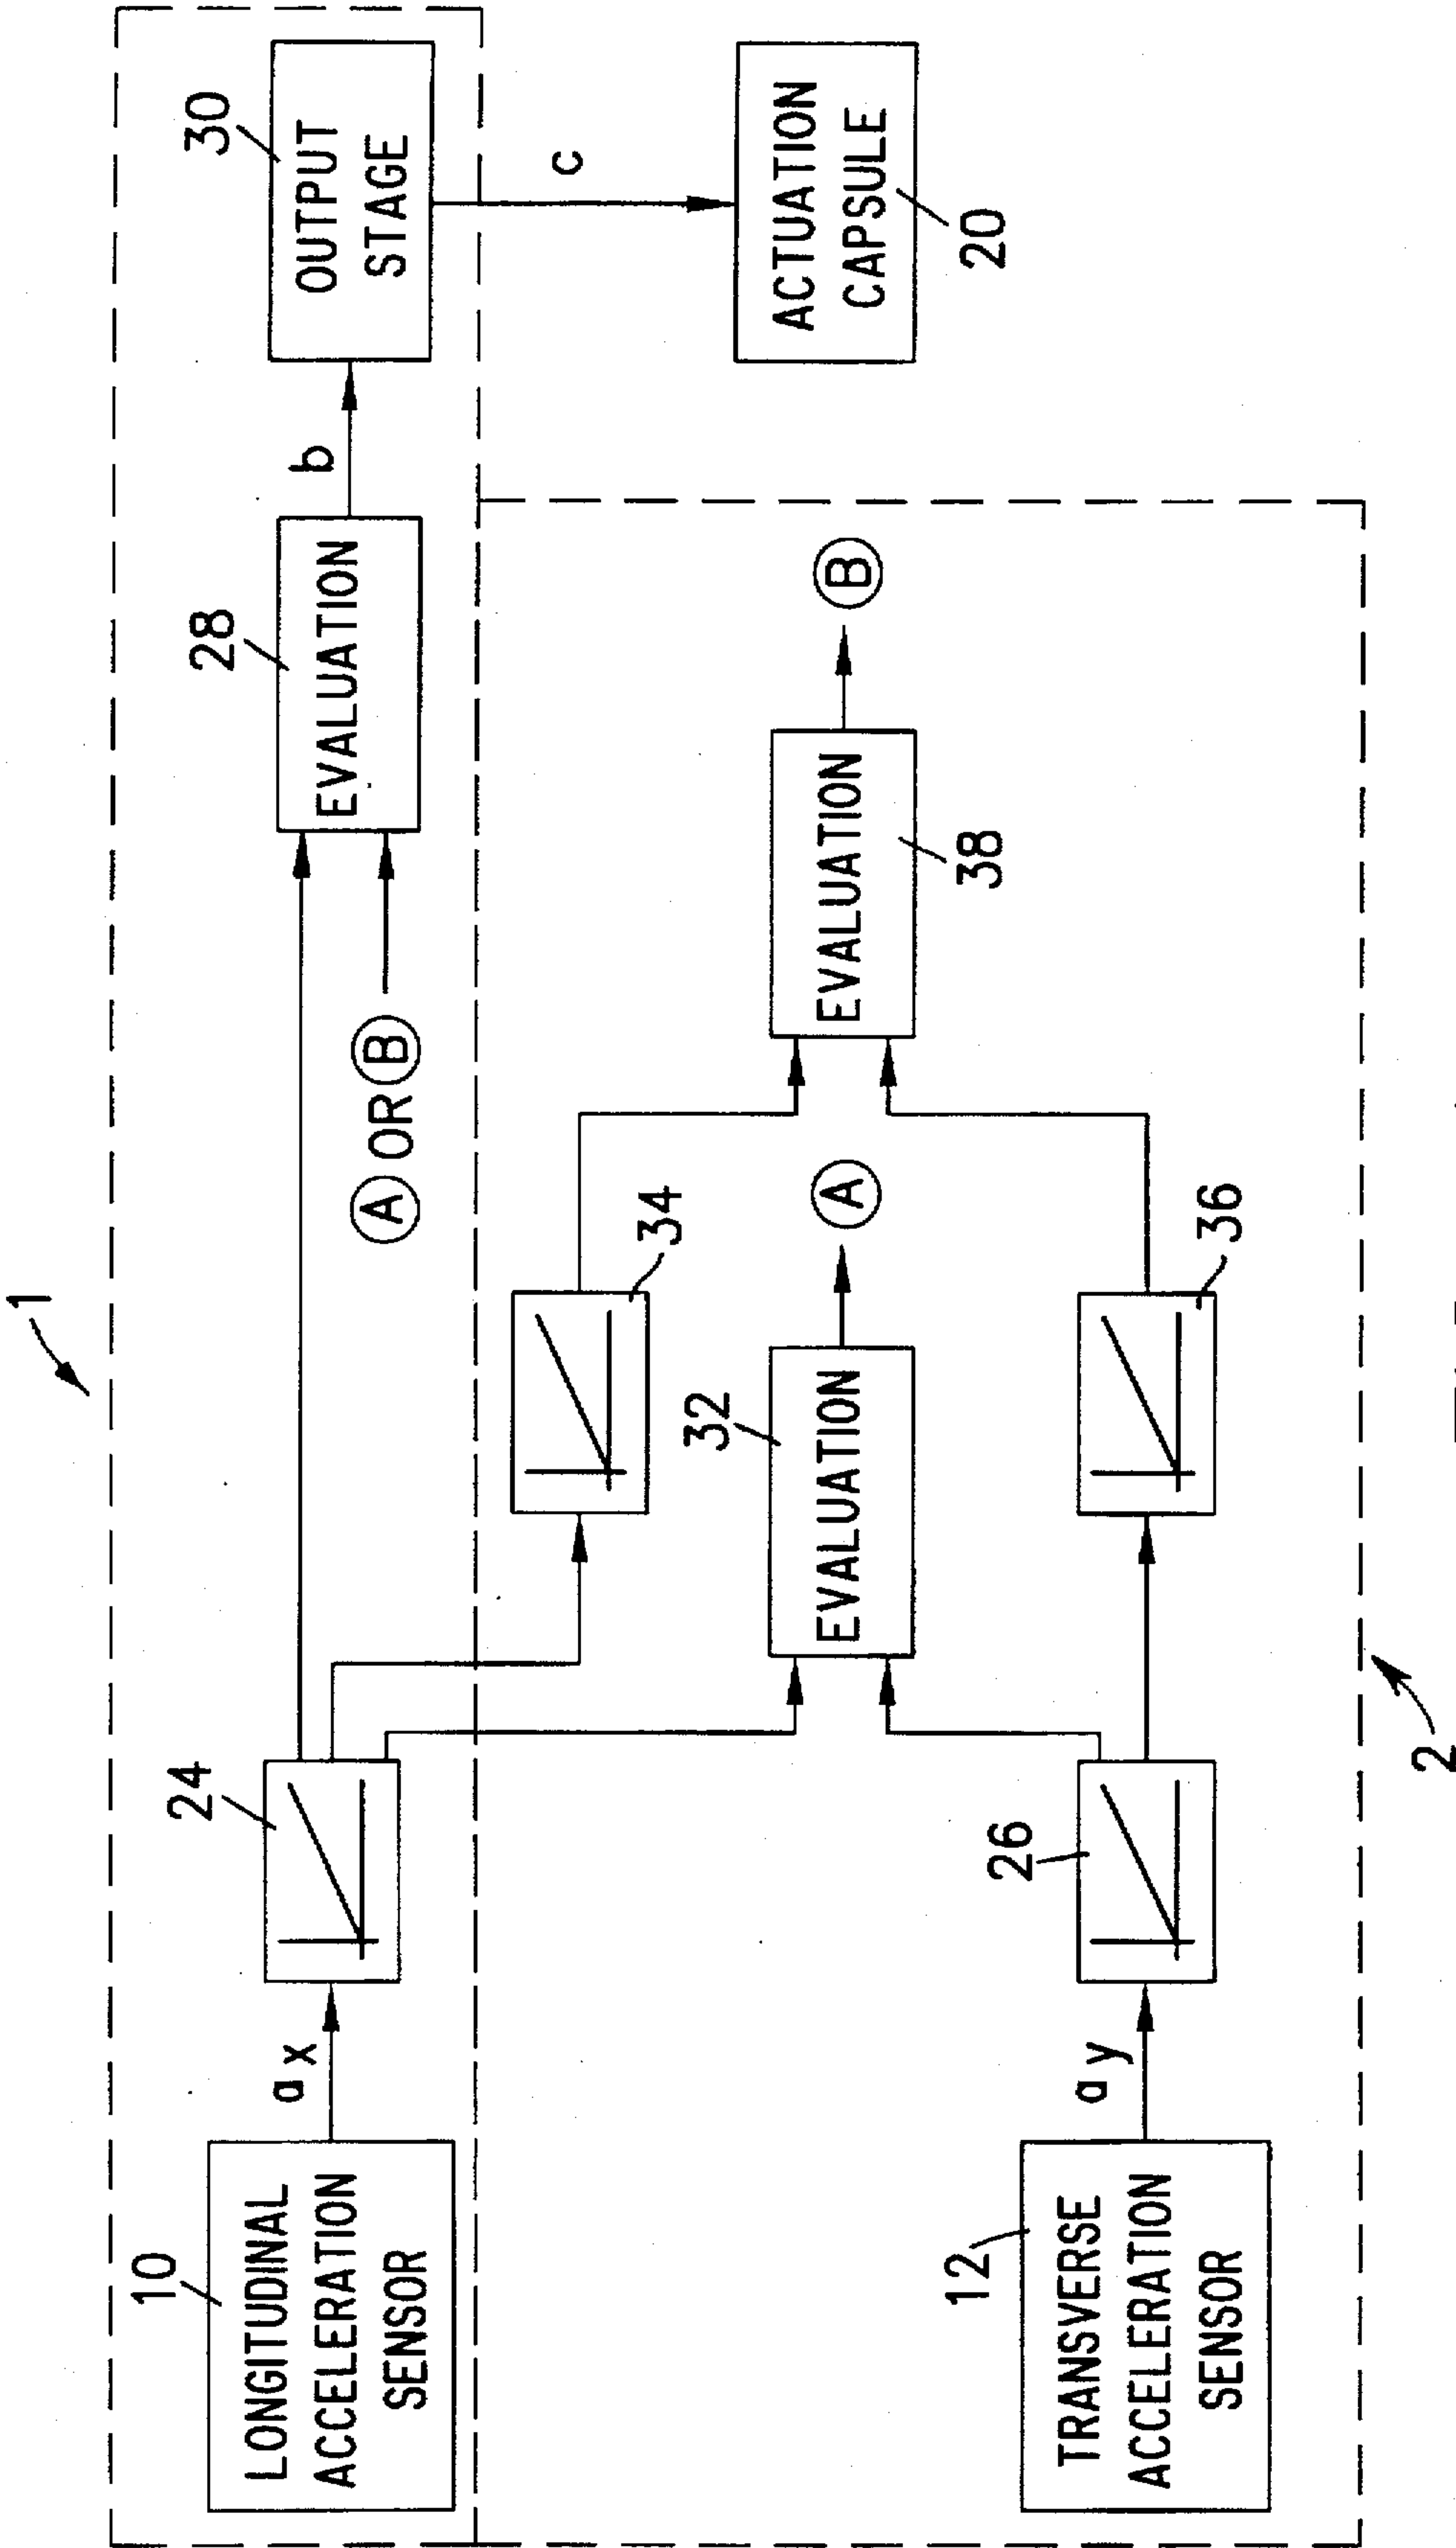 1
10
LONGITUDINAL
ACCELERATION
SENSOR
a x
24
A OR B
28
EVALUATION
b
30
OUTPUT
STAGE
c
ACTUATION
CAPSULE
20
34
32
EVALUATION
A
EVALUATION
38
B
12
TRANSVERSE
ACCELERATION
SENSOR
a y
26
36
2